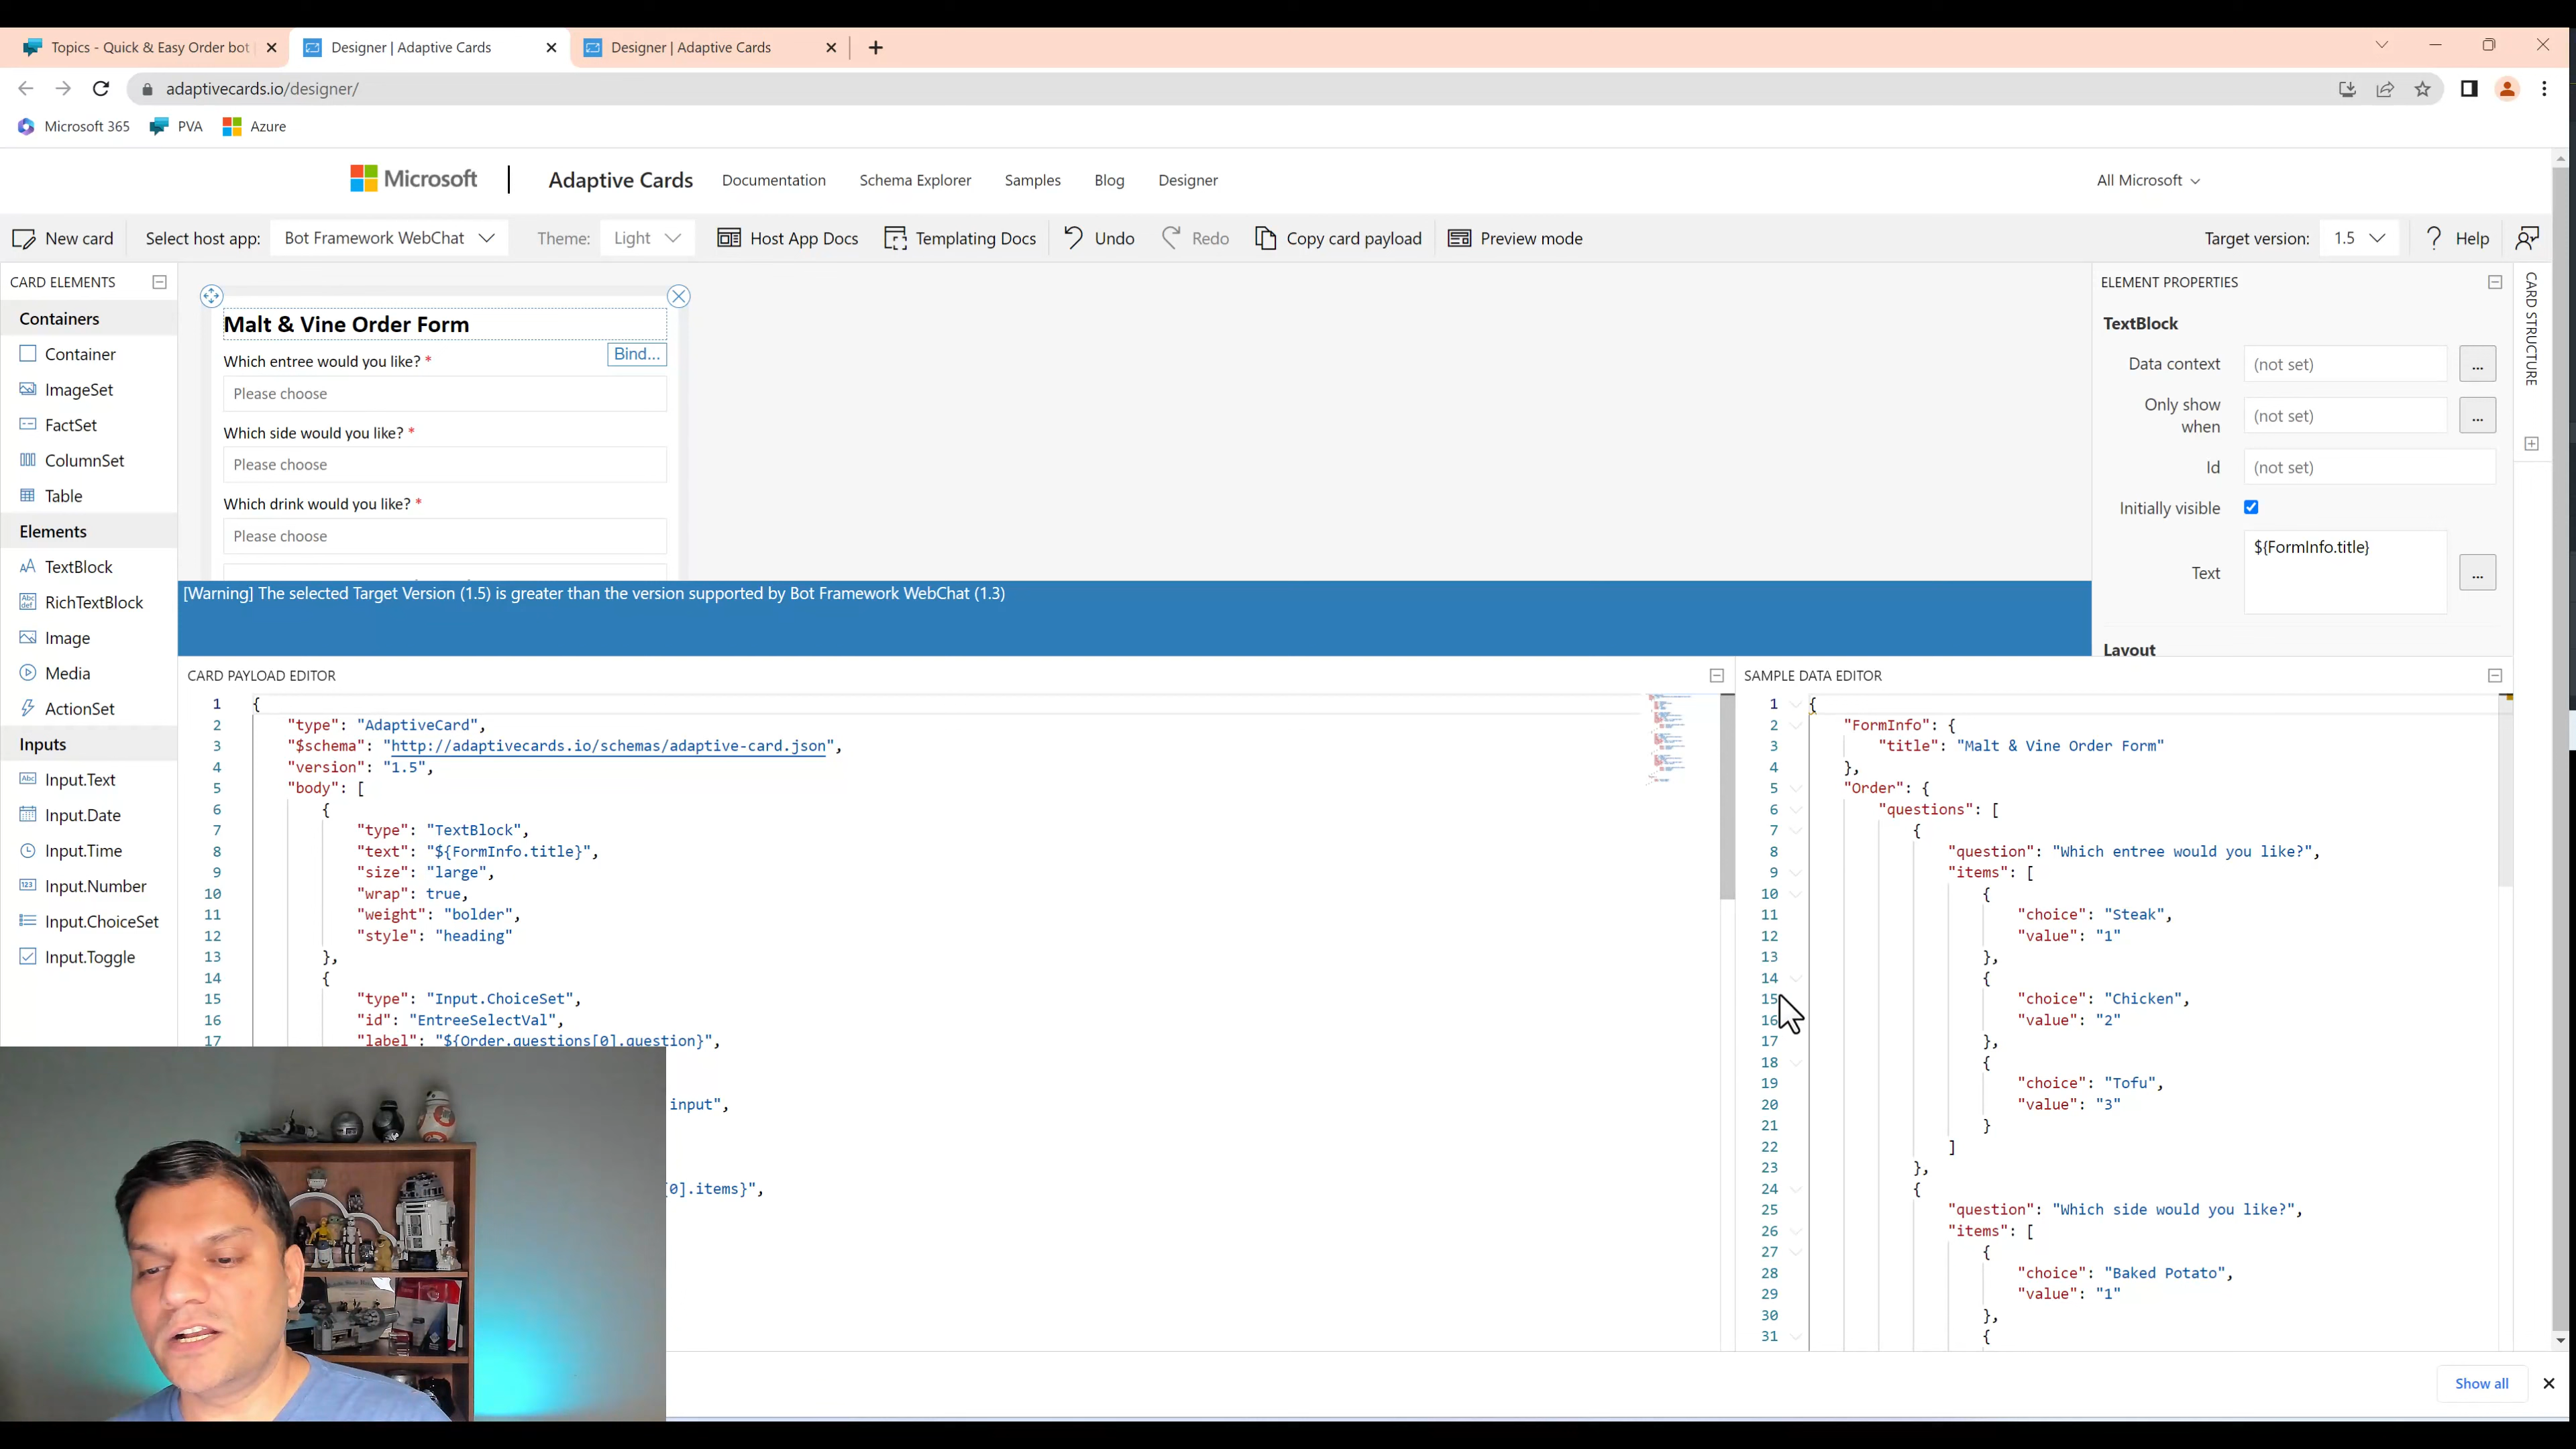 Topics - Quick & Easy Order bot
Designer | Adaptive Cards
Designer | Adaptive Cards
adaptivecards.io/designer/
Microsoft 365
PVA
Azure
Microsoft
Adaptive Cards
Documentation
Schema Explorer
Samples
Blog
Designer
All Microsoft
New card
Select host app:
Bot Framework WebChat
Theme:
Light
Host App Docs
Templating Docs
Undo
Redo
Copy card payload
Preview mode
Target version:
1.5
? Help
CARD ELEMENTS
Containers
Container
ImageSet
FactSet
ColumnSet
Table
Elements
TextBlock
RichTextBlock
Image
Media
ActionSet
Inputs
Input.Text
Input.Date
Input.Time
Input.Number
Input.ChoiceSet
Input.Toggle
Malt & Vine Order Form
Bind...
Which entree would you like? *
Please choose
Which side would you like? *
Please choose
Which drink would you like? *
Please choose
[Warning] The selected Target Version (1.5) is greater than the version supported by Bot Framework WebChat (1.3)
ELEMENT PROPERTIES
TextBlock
Data context
(not set)
...
Only show when
(not set)
...
Id
(not set)
Initially visible
Text
${FormInfo.title}
...
Layout
CARD STRUCTURE
CARD PAYLOAD EDITOR
1 {
2 "type": "AdaptiveCard",
3 "$schema": "http://adaptivecards.io/schemas/adaptive-card.json",
4 "version": "1.5",
5 "body": [
6 {
7 "type": "TextBlock",
8 "text": "${FormInfo.title}",
9 "size": "large",
10 "wrap": true,
11 "weight": "bolder",
12 "style": "heading"
13 },
14 {
15 "type": "Input.ChoiceSet",
16 "id": "EntreeSelectVal",
17 "label": "${Order.questions[0].question}",
input",
[0].items}",
SAMPLE DATA EDITOR
1 {
2 "FormInfo": {
3 "title": "Malt & Vine Order Form"
4 },
5 "Order": {
6 "questions": [
7 {
8 "question": "Which entree would you like?",
9 "items": [
10 {
11 "choice": "Steak",
12 "value": "1"
13 },
14 {
15 "choice": "Chicken",
16 "value": "2"
17 },
18 {
19 "choice": "Tofu",
20 "value": "3"
21 }
22 ]
23 },
24 {
25 "question": "Which side would you like?",
26 "items": [
27 {
28 "choice": "Baked Potato",
29 "value": "1"
30 },
31 {
Show all